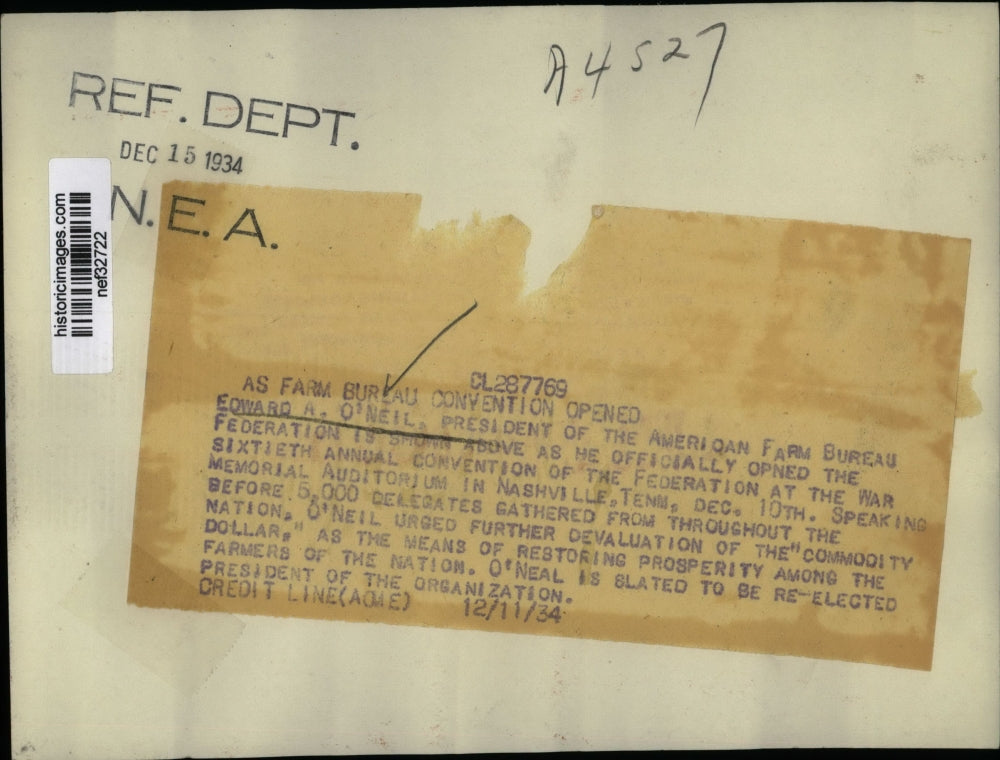 A4527
REF. DEPT.
DEC 15 1934
N. E. A.
historicimages.com
nef32722
CL287769
AS FARM BUREAU CONVENTION OPENED
EDWARD A. O'NEIL, PRESIDENT OF THE AMERICAN FARM BUREAU
FEDERATION IS SHOWN ABOVE AS HE OFFICIALLY OPNED THE
SIXTIETH ANNUAL CONVENTION OF THE FEDERATION AT THE WAR
MEMORIAL AUDITORIUM IN NASHVILLE, TENN, DEC. 10TH. SPEAKING
BEFORE 5,000 DELEGATES GATHERED FROM THROUGHOUT THE
NATION, O'NEIL URGED FURTHER DEVALUATION OF THE "COMMODITY
DOLLAR," AS THE MEANS OF RESTORING PROSPERITY AMONG THE
FARMERS OF THE NATION. O'NEAL IS SLATED TO BE RE-ELECTED
PRESIDENT OF THE ORGANIZATION.
CREDIT LINE(ACME) 12/11/34